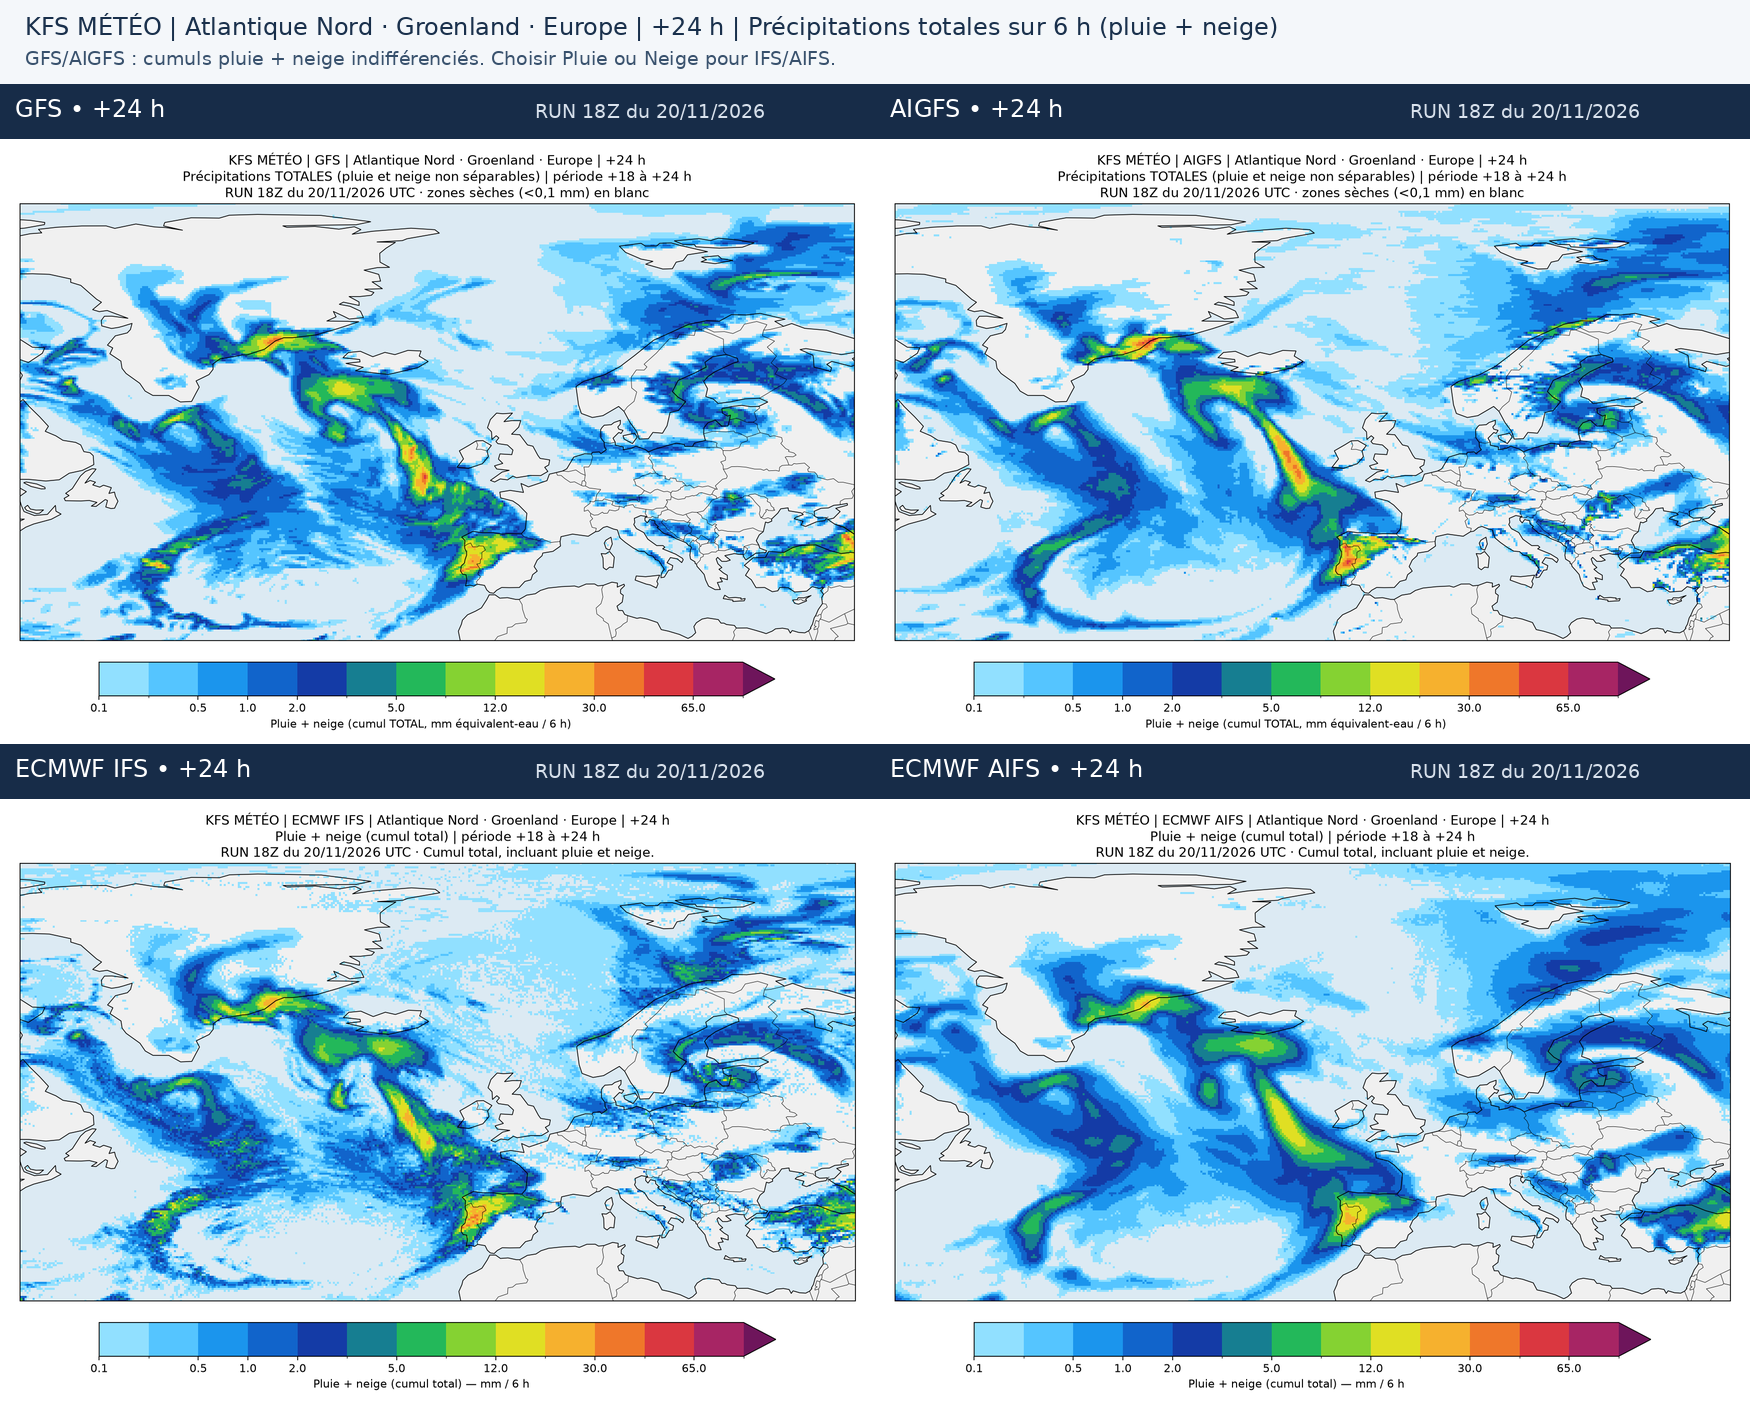 KFS MÉTÉO | Atlantique Nord · Groenland · Europe | +24 h | Précipitations totales sur 6 h (pluie + neige)
GFS/AIGFS : cumuls pluie + neige indifférenciés. Choisir Pluie ou Neige pour IFS/AIFS.
GFS • +24 h
RUN 18Z du 20/11/2026
AIGFS • +24 h
RUN 18Z du 20/11/2026
KFS MÉTÉO | GFS | Atlantique Nord · Groenland · Europe | +24 h
Précipitations TOTALES (pluie et neige non séparables) | période +18 à +24 h
RUN 18Z du 20/11/2026 UTC · zones sèches (<0,1 mm) en blanc
KFS MÉTÉO | AIGFS | Atlantique Nord · Groenland · Europe | +24 h
Précipitations TOTALES (pluie et neige non séparables) | période +18 à +24 h
RUN 18Z du 20/11/2026 UTC · zones sèches (<0,1 mm) en blanc
0.1 0.5 1.0 2.0 5.0 12.0 30.0 65.0
Pluie + neige (cumul TOTAL, mm équivalent-eau / 6 h)
0.1 0.5 1.0 2.0 5.0 12.0 30.0 65.0
Pluie + neige (cumul TOTAL, mm équivalent-eau / 6 h)
ECMWF IFS • +24 h
RUN 18Z du 20/11/2026
ECMWF AIFS • +24 h
RUN 18Z du 20/11/2026
KFS MÉTÉO | ECMWF IFS | Atlantique Nord · Groenland · Europe | +24 h
Pluie + neige (cumul total) | période +18 à +24 h
RUN 18Z du 20/11/2026 UTC · Cumul total, incluant pluie et neige.
KFS MÉTÉO | ECMWF AIFS | Atlantique Nord · Groenland · Europe | +24 h
Pluie + neige (cumul total) | période +18 à +24 h
RUN 18Z du 20/11/2026 UTC · Cumul total, incluant pluie et neige.
0.1 0.5 1.0 2.0 5.0 12.0 30.0 65.0
Pluie + neige (cumul total) — mm / 6 h
0.1 0.5 1.0 2.0 5.0 12.0 30.0 65.0
Pluie + neige (cumul total) — mm / 6 h